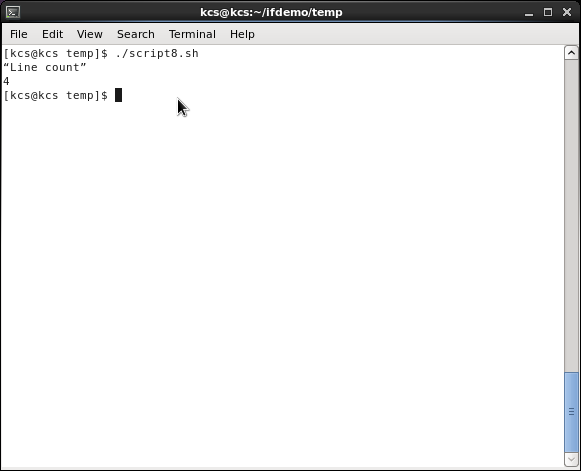 kcs@kcs:~/ifdemo/temp
File Edit View Search Terminal Help
[kcs@kcs temp]$ ./script8.sh
“Line count”
4
[kcs@kcs temp]$